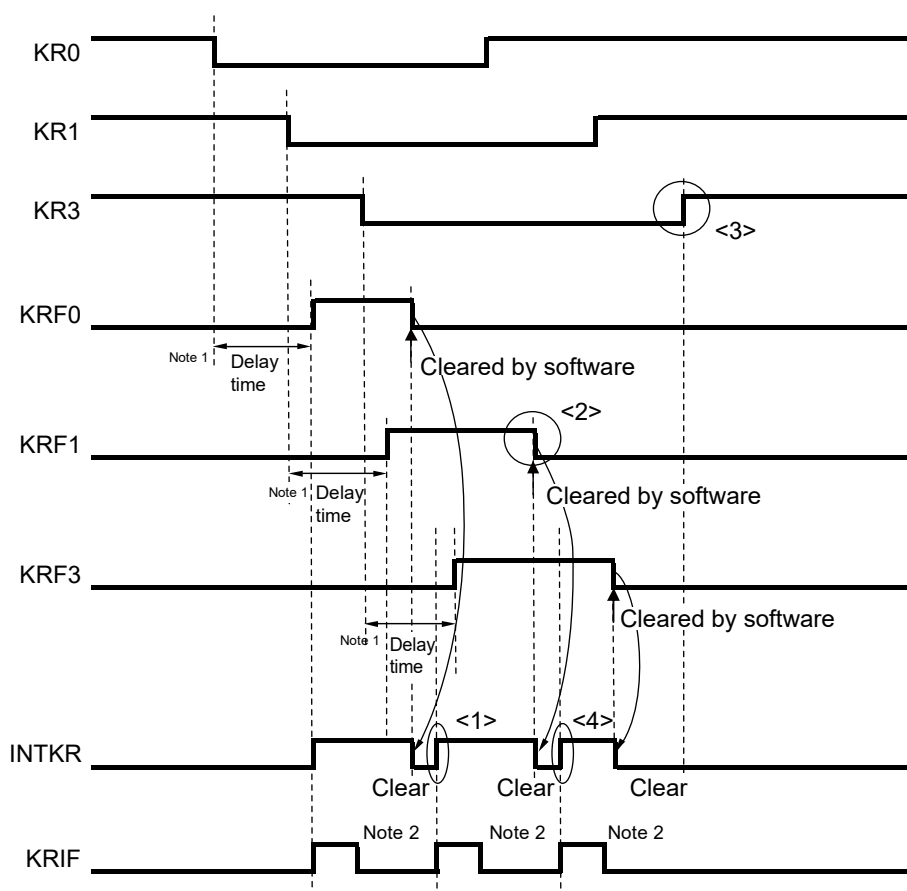 KR0
KR1
KR3
<3>
KRF0
Note 1 Delay
time
Cleared by software
<2>
KRF1
Note 1 Delay
time
Cleared by software
KRF3
Note 1 Delay
time
Cleared by software
<1>
<4>
INTKR
Clear
Clear
Clear
Note 2
Note 2
Note 2
KRIF